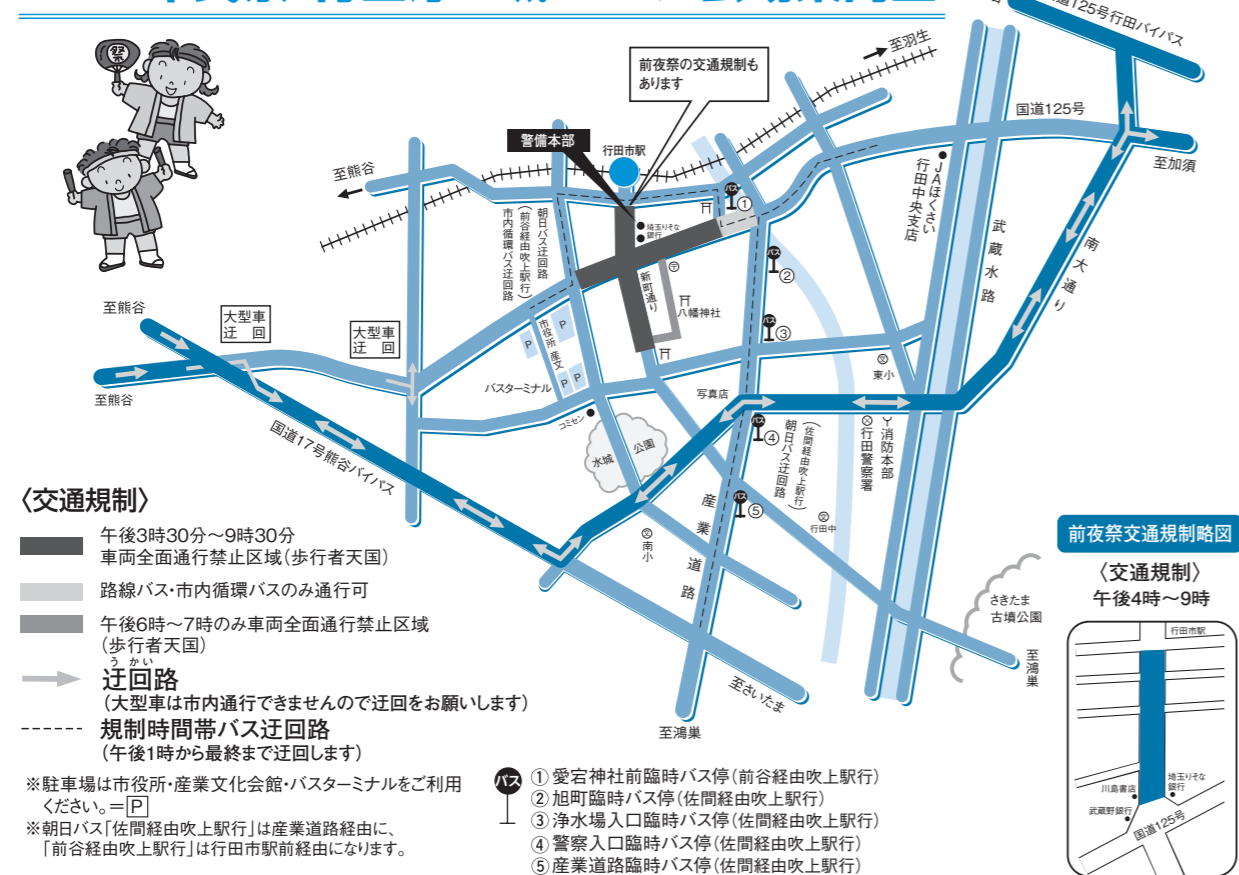 国道125号行田バイパス
祭
至羽生
前夜祭の交通規制も
あります
国道125号
警備本部
行田市駅
至熊谷
至加須
JAほくさい
行田中央支店
バス
①
埼玉りそな
銀行
朝日バス迂回路
(前谷経由吹上駅行)
市内循環バス迂回路
武蔵水路
南大通り
バス
②
新町通り
八幡神社
バス
③
至熊谷
大型車
迂回
大型車
迂回
市役所
産文
P
P
P
P
バスターミナル
コミセン
東小
写真店
至熊谷
国道17号熊谷バイパス
水城
公園
バス
④
(佐間経由吹上駅行)
朝日バス迂回路
消防本部
行田警察署
バス
⑤
産業道路
行田中
南小
さきたま
古墳公園
至鴻巣
至さいたま
至鴻巣
〈交通規制〉
午後3時30分～9時30分
車両全面通行禁止区域(歩行者天国)
路線バス・市内循環バスのみ通行可
午後6時～7時のみ車両全面通行禁止区域
(歩行者天国)
うかい
迂回路
(大型車は市内通行できませんので迂回をお願いします)
規制時間帯バス迂回路
(午後1時から最終まで迂回します)
※駐車場は市役所・産業文化会館・バスターミナルをご利用
ください。＝P
※朝日バス「佐間経由吹上駅行」は産業道路経由に、
「前谷経由吹上駅行」は行田市駅前経由になります。
バス
①愛宕神社前臨時バス停(前谷経由吹上駅行)
②旭町臨時バス停(佐間経由吹上駅行)
③浄水場入口臨時バス停(佐間経由吹上駅行)
④警察入口臨時バス停(佐間経由吹上駅行)
⑤産業道路臨時バス停(佐間経由吹上駅行)
前夜祭交通規制略図
〈交通規制〉
午後4時～9時
行田市駅
川島書店
埼玉りそな
銀行
武蔵野銀行
国道125号